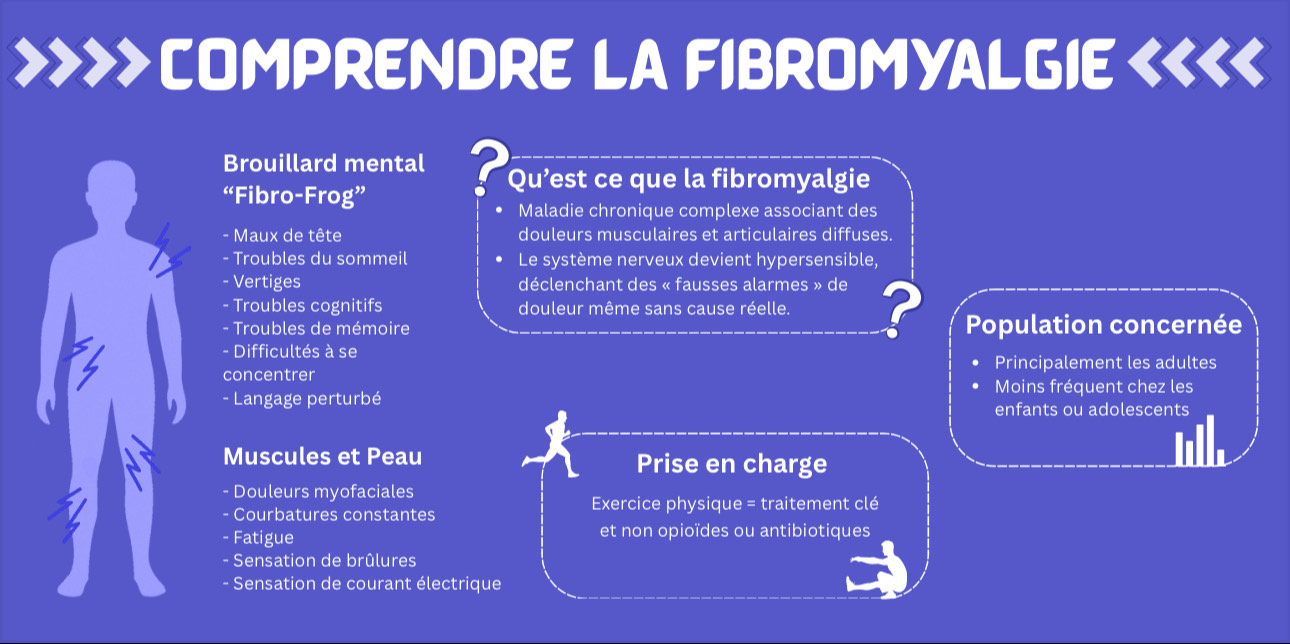 COMPRENDRE LA FIBROMYALGIE
Brouillard mental
“Fibro-Frog”
- Maux de tête
- Troubles du sommeil
- Vertiges
- Troubles cognitifs
- Troubles de mémoire
- Difficultés à se
concentrer
- Langage perturbé
Muscules et Peau
- Douleurs myofaciales
- Courbatures constantes
- Fatigue
- Sensation de brûlures
- Sensation de courant électrique
?
Qu’est ce que la fibromyalgie
• Maladie chronique complexe associant des
douleurs musculaires et articulaires diffuses.
• Le système nerveux devient hypersensible,
déclenchant des « fausses alarmes » de
douleur même sans cause réelle.
?
Prise en charge
Exercice physique = traitement clé
et non opioïdes ou antibiotiques
Population concernée
• Principalement les adultes
• Moins fréquent chez les
enfants ou adolescents